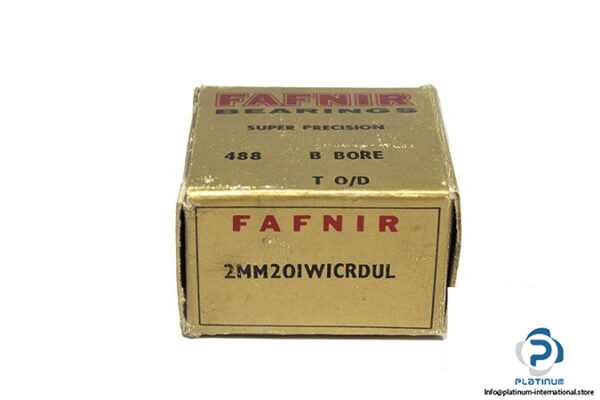 FAFNIR
BEARINGS
SUPER PRECISION
488 B BORE
T O/D
FAFNIR
2MM201WICRDUL
PLATINUM
Info@platinum-international.store